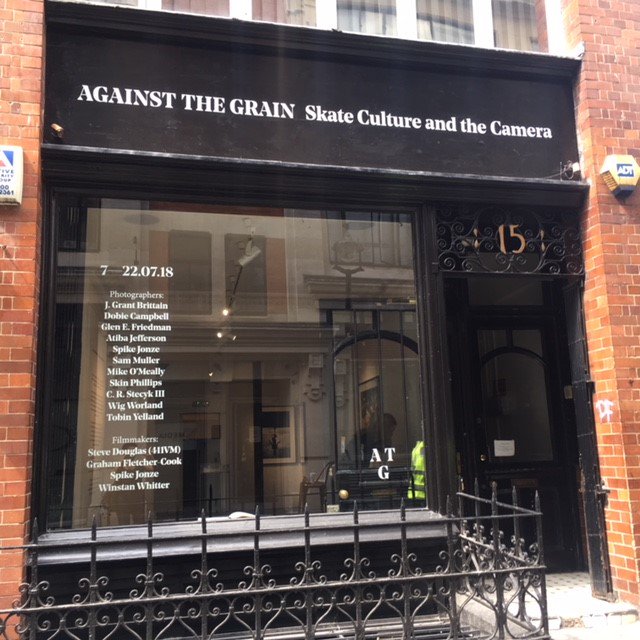 AGAINST THE GRAIN Skate Culture and the Camera
15
ADT
7—22.07.18
Photographers:
J. Grant Brittain
Dobie Campbell
Glen E. Friedman
Atiba Jefferson
Spike Jonze
Sam Muller
Mike O'Meally
Skin Phillips
C. R. Stecyk III
Wig Worland
Tobin Yelland
Filmmakers:
Steve Douglas (411VM)
Graham Fletcher-Cook
Spike Jonze
Winstan Whitter
A T
G